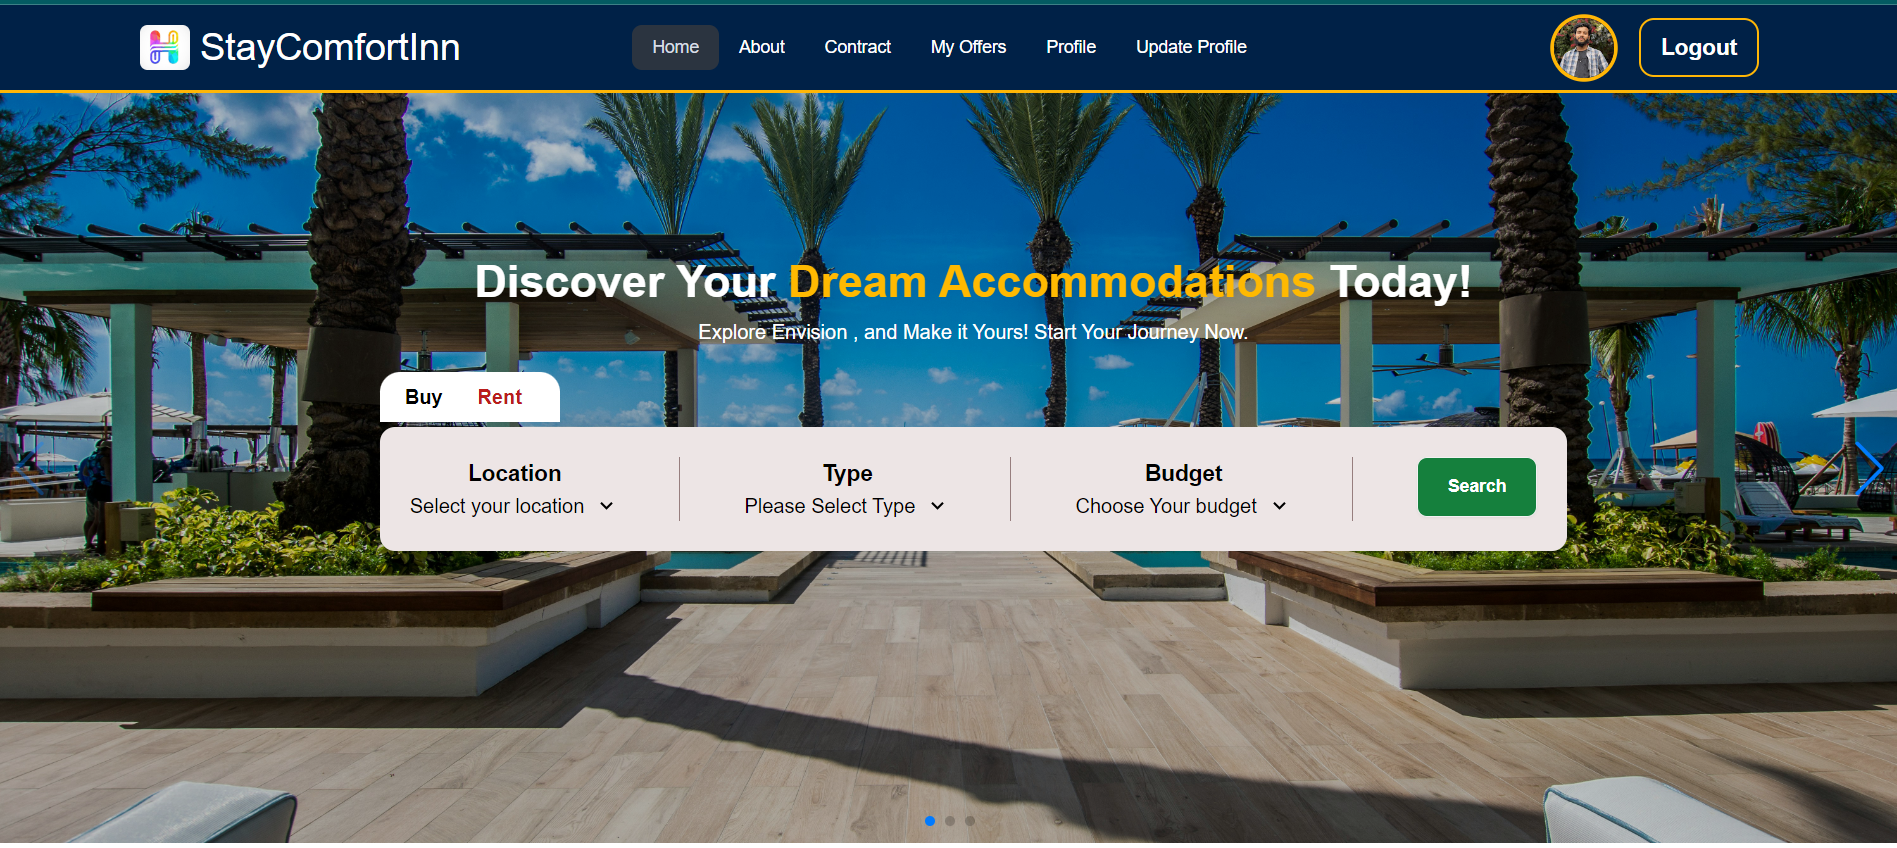 StayComfortInn
Home About Contract My Offers Profile Update Profile
Logout
Discover Your Dream Accommodations Today!
Explore Envision , and Make it Yours! Start Your Journey Now.
Buy Rent
Location Type Budget
Select your location Please Select Type Choose Your budget
Search